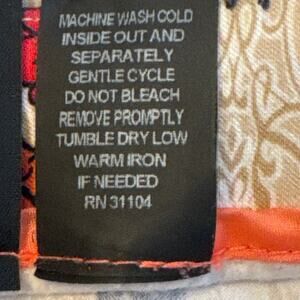 MACHINE WASH COLD
INSIDE OUT AND
SEPARATELY
GENTLE CYCLE
DO NOT BLEACH
REMOVE PROMPTLY
TUMBLE DRY LOW
WARM IRON
IF NEEDED
RN 31104